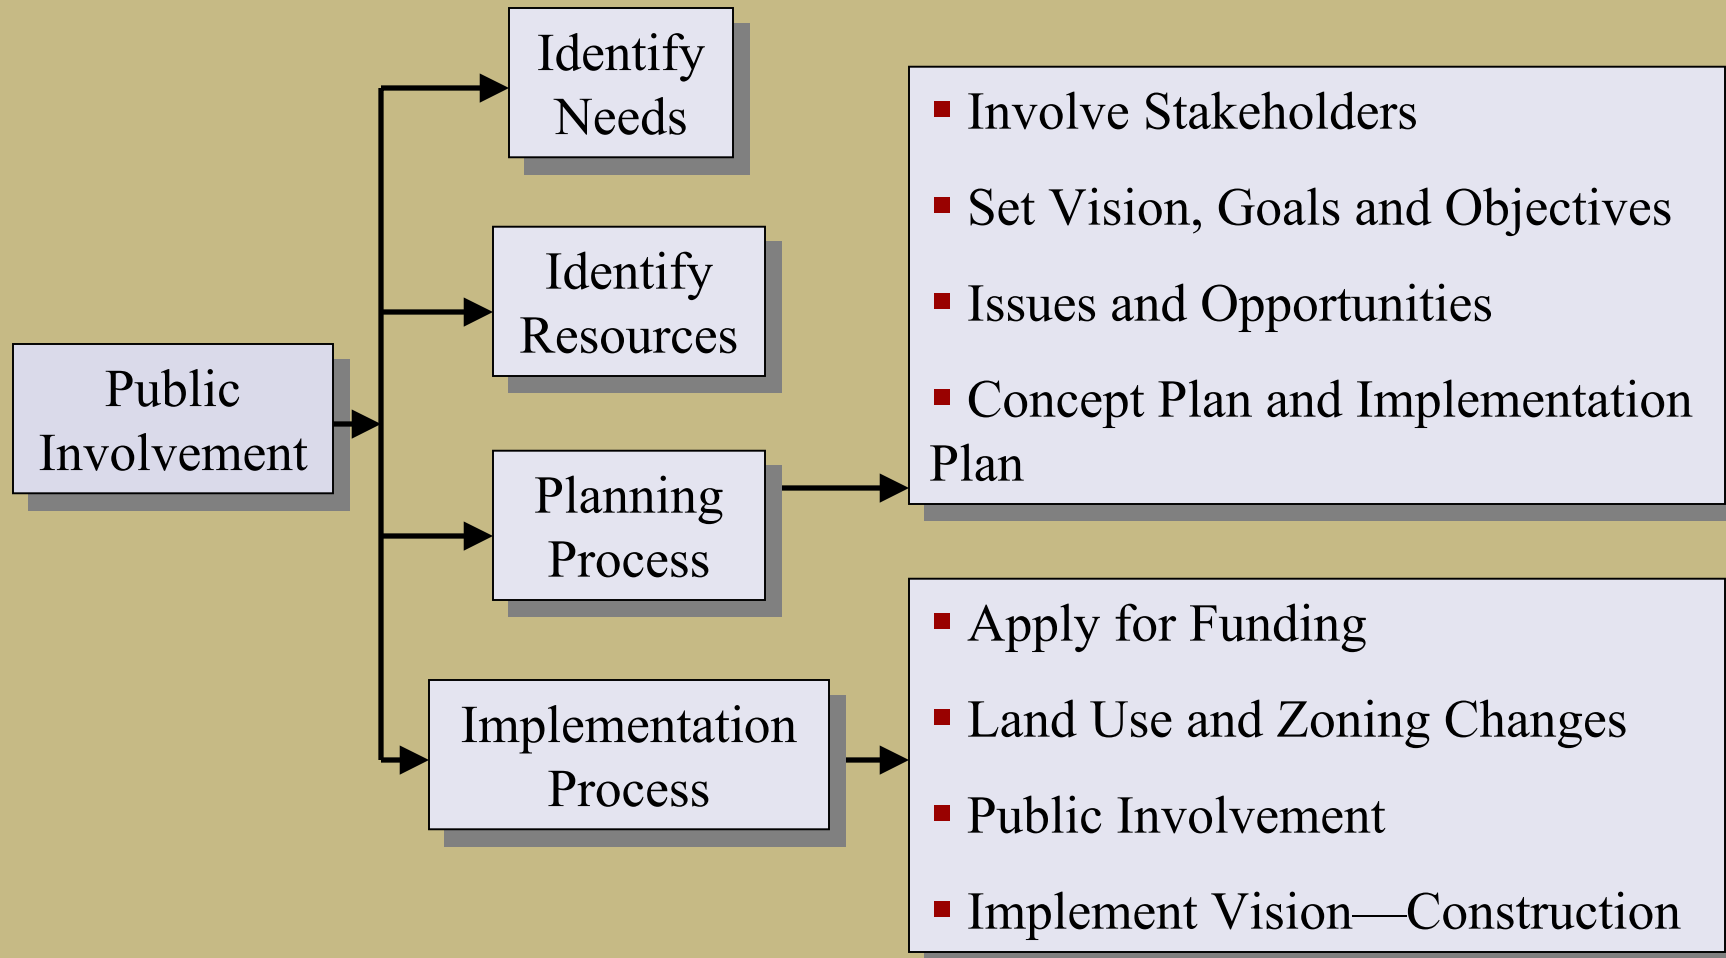 Identify
Needs
Identify
Resources
Public
Involvement
Planning
Process
Implementation
Process
▪ Involve Stakeholders
▪ Set Vision, Goals and Objectives
▪ Issues and Opportunities
▪ Concept Plan and Implementation
Plan
▪ Apply for Funding
▪ Land Use and Zoning Changes
▪ Public Involvement
▪ Implement Vision—Construction